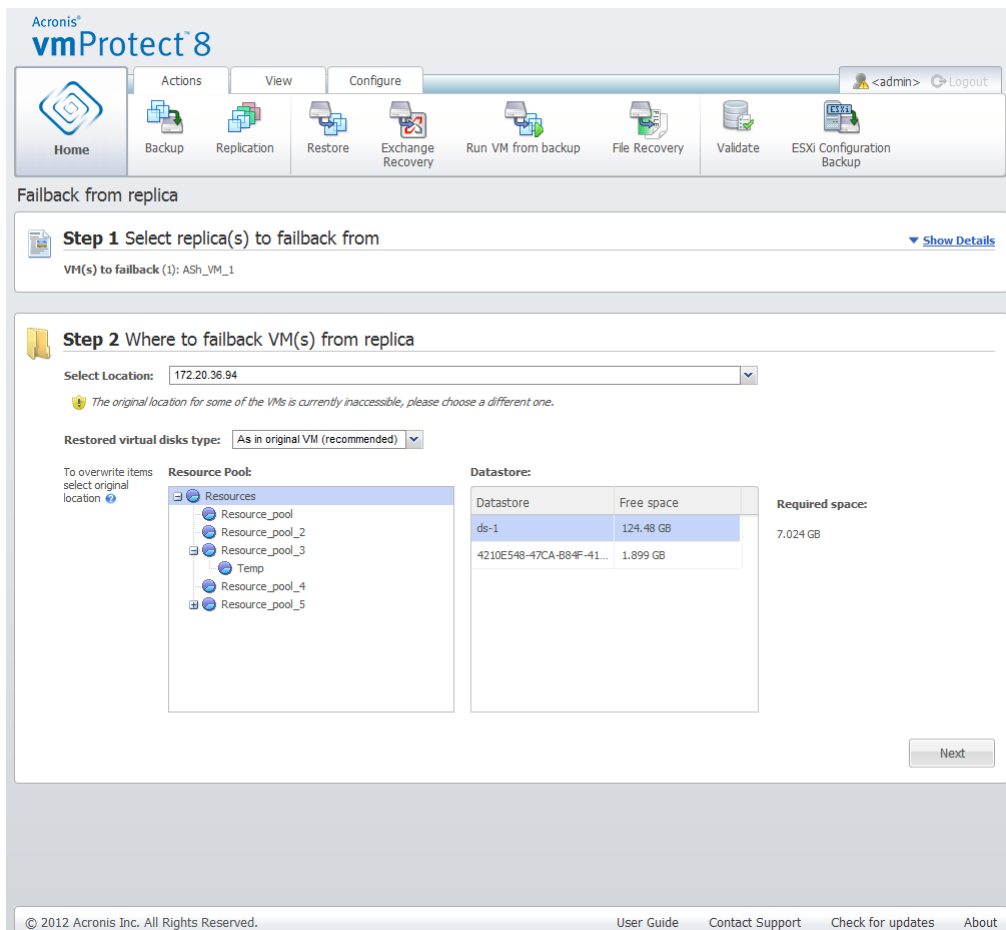 Acronis®
vmProtect™8
Actions
View
Configure
<admin>
Logout
Home
Backup
Replication
Restore
Exchange
Recovery
Run VM from backup
File Recovery
Validate
ESXi
ESXi Configuration
Backup
Failback from replica
Step 1 Select replica(s) to failback from
Show Details
VM(s) to failback (1): ASh_VM_1
Step 2 Where to failback VM(s) from replica
Select Location: 172.20.36.94
The original location for some of the VMs is currently inaccessible, please choose a different one.
Restored virtual disks type: As in original VM (recommended)
To overwrite items
select original
location
Resource Pool:
Resources
Resource_pool
Resource_pool_2
Resource_pool_3
Temp
Resource_pool_4
Resource_pool_5
Datastore:
Datastore Free space
ds-1 124.48 GB
4210E548-47CA-B84F-41... 1.899 GB
Required space:
7.024 GB
Next
© 2012 Acronis Inc. All Rights Reserved.
User Guide Contact Support Check for updates About